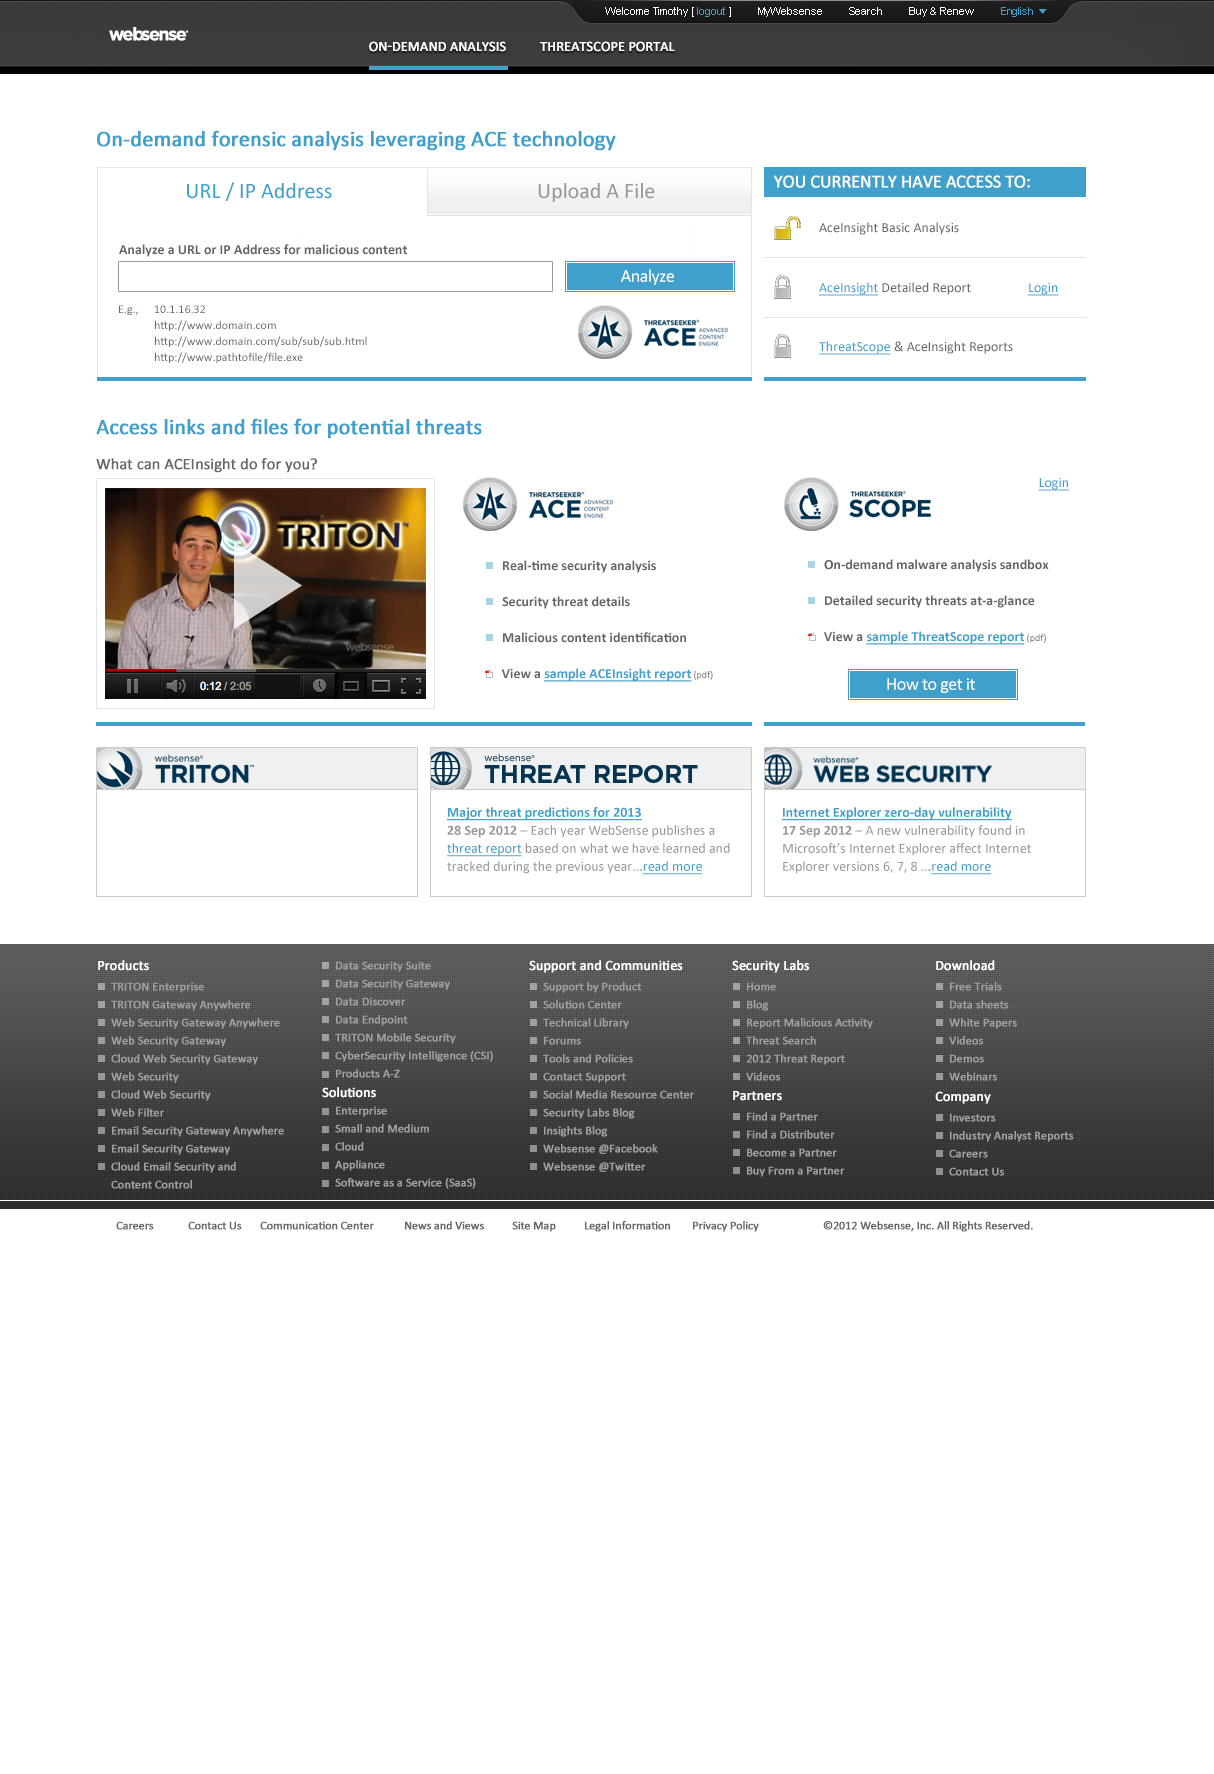 Welcome Timothy [ logout ] MyWebsense Search Buy & Renew English
websense
ON-DEMAND ANALYSIS THREATSCOPE PORTAL
On-demand forensic analysis leveraging ACE technology
URL / IP Address
Upload A File
Analyze a URL or IP Address for malicious content
Analyze
E.g., 10.1.16.32
http://www.domain.com
http://www.domain.com/sub/sub/sub.html
http://www.pathtofile/file.exe
THREATSEEKER®
ACE ADVANCED
CONTENT
ENGINE
YOU CURRENTLY HAVE ACCESS TO:
AceInsight Basic Analysis
AceInsight Detailed Report Login
ThreatScope & AceInsight Reports
Access links and files for potential threats
What can ACEInsight do for you?
TRITON™
websense
0:12 / 2:05
THREATSEEKER®
ACE ADVANCED
CONTENT
ENGINE
Real-time security analysis
Security threat details
Malicious content identification
View a sample ACEInsight report (pdf)
Login
THREATSEEKER®
SCOPE
On-demand malware analysis sandbox
Detailed security threats at-a-glance
View a sample ThreatScope report (pdf)
How to get it
websense®
TRITON™
websense®
THREAT REPORT
Major threat predictions for 2013
28 Sep 2012 – Each year WebSense publishes a
threat report based on what we have learned and
tracked during the previous year...read more
websense®
WEB SECURITY
Internet Explorer zero-day vulnerability
17 Sep 2012 – A new vulnerability found in
Microsoft's Internet Explorer affect Internet
Explorer versions 6, 7, 8 ...read more
Products
TRITON Enterprise
TRITON Gateway Anywhere
Web Security Gateway Anywhere
Web Security Gateway
Cloud Web Security Gateway
Web Security
Cloud Web Security
Web Filter
Email Security Gateway Anywhere
Email Security Gateway
Cloud Email Security and
Content Control
Data Security Suite
Data Security Gateway
Data Discover
Data Endpoint
TRITON Mobile Security
CyberSecurity Intelligence (CSI)
Products A-Z
Solutions
Enterprise
Small and Medium
Cloud
Appliance
Software as a Service (SaaS)
Support and Communities
Support by Product
Solution Center
Technical Library
Forums
Tools and Policies
Contact Support
Social Media Resource Center
Security Labs Blog
Insights Blog
Websense @Facebook
Websense @Twitter
Security Labs
Home
Blog
Report Malicious Activity
Threat Search
2012 Threat Report
Videos
Partners
Find a Partner
Find a Distributer
Become a Partner
Buy From a Partner
Download
Free Trials
Data sheets
White Papers
Videos
Demos
Webinars
Company
Investors
Industry Analyst Reports
Careers
Contact Us
Careers Contact Us Communication Center News and Views Site Map Legal Information Privacy Policy ©2012 Websense, Inc. All Rights Reserved.